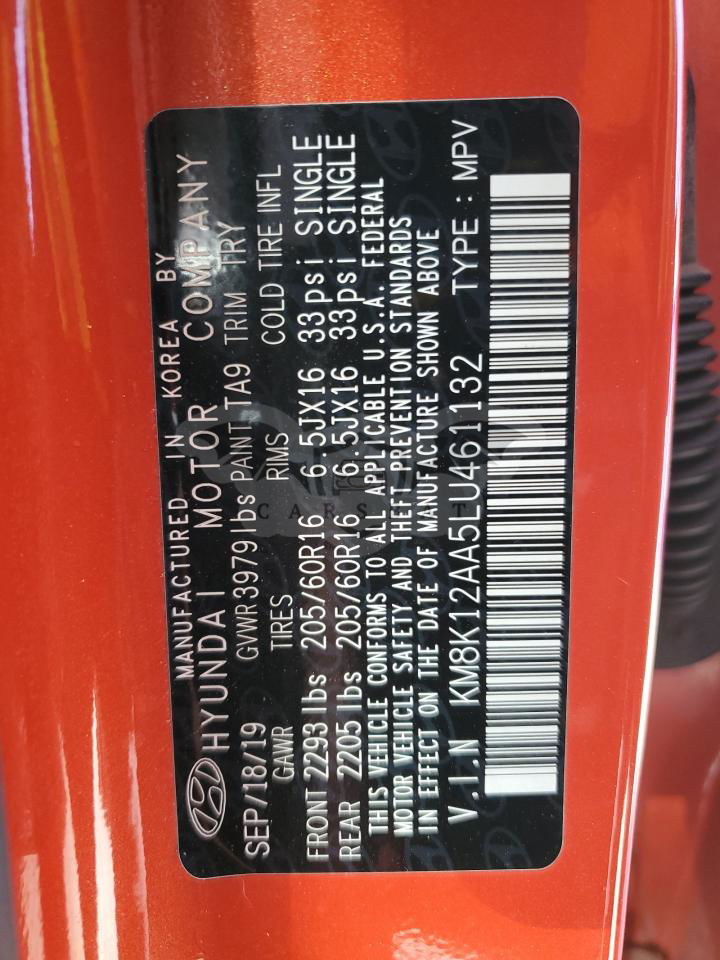 MANUFACTURED IN KOREA BY
HYUNDAI MOTOR COMPANY
SEP/18/19 GVWR 3979 lbs PAINT TA9 TRIM TRY
GAWR TIRES RIMS COLD TIRE INFL
FRONT 2293 lbs 205/60R16 6.5JX16 33psi SINGLE
REAR 2205 lbs 205/60R16 6.5JX16 33psi SINGLE
THIS VEHICLE CONFORMS TO ALL APPLICABLE U.S.A. FEDERAL
MOTOR VEHICLE SAFETY AND THEFT PREVENTION STANDARDS
IN EFFECT ON THE DATE OF MANUFACTURE SHOWN ABOVE
V.I.N KM8K12AA5LU461132 TYPE : MPV